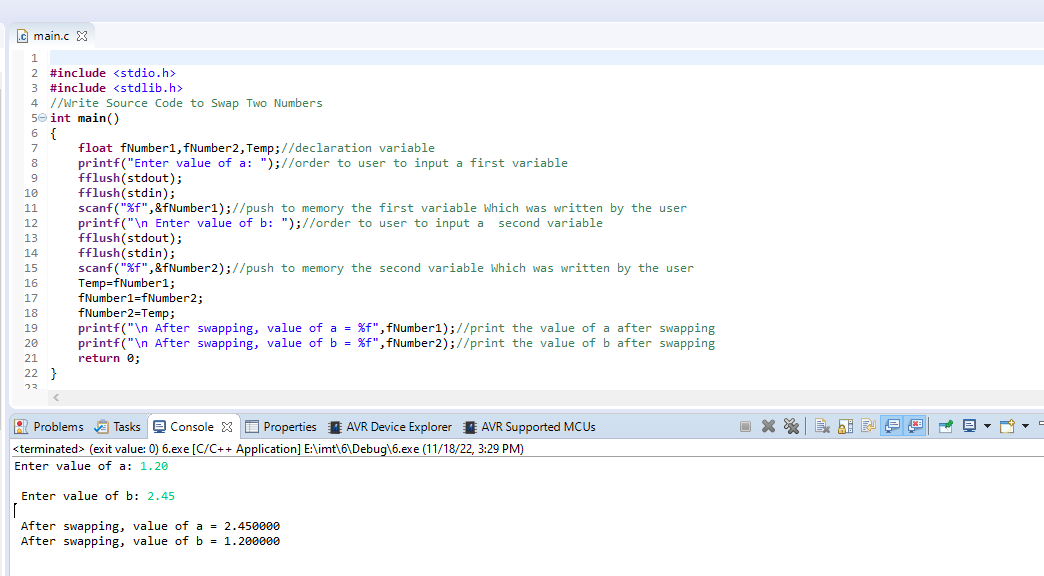 main.c
1
2 #include <stdio.h>
3 #include <stdlib.h>
4 //Write Source Code to Swap Two Numbers
5 int main()
6 {
7 float fNumber1,fNumber2,Temp;//declaration variable
8 printf("Enter value of a: ");//order to user to input a first variable
9 fflush(stdout);
10 fflush(stdin);
11 scanf("%f",&fNumber1);//push to memory the first variable Which was written by the user
12 printf("\n Enter value of b: ");//order to user to input a  second variable
13 fflush(stdout);
14 fflush(stdin);
15 scanf("%f",&fNumber2);//push to memory the second variable Which was written by the user
16 Temp=fNumber1;
17 fNumber1=fNumber2;
18 fNumber2=Temp;
19 printf("\n After swapping, value of a = %f",fNumber1);//print the value of a after swapping
20 printf("\n After swapping, value of b = %f",fNumber2);//print the value of b after swapping
21 return 0;
22 }
23
Problems Tasks Console Properties AVR Device Explorer AVR Supported MCUs
<terminated> (exit value: 0) 6.exe [C/C++ Application] E:\imt\6\Debug\6.exe (11/18/22, 3:29 PM)
Enter value of a: 1.20
Enter value of b: 2.45
After swapping, value of a = 2.450000
After swapping, value of b = 1.200000